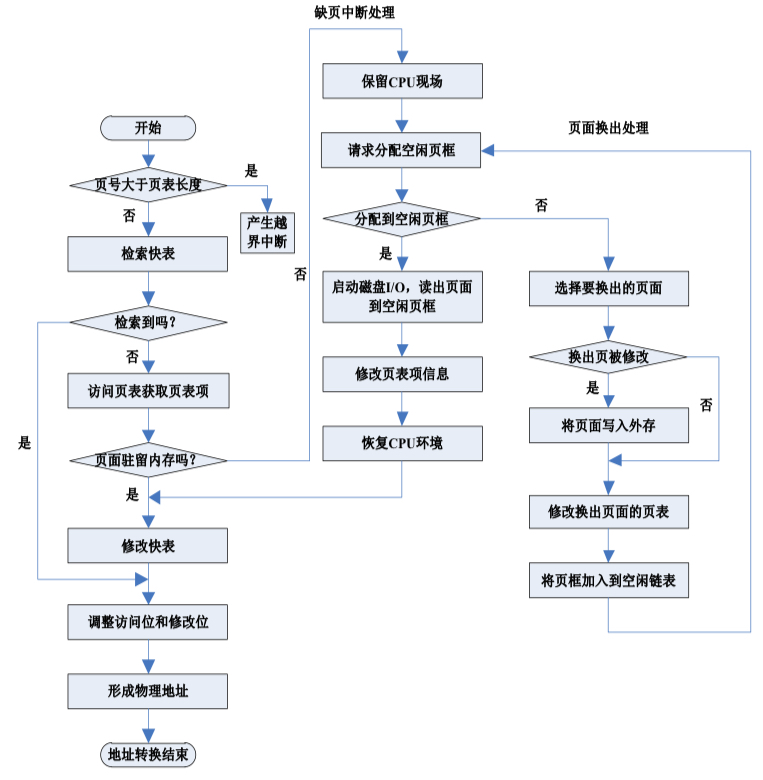 缺页中断处理
保留CPU现场
开始
请求分配空闲页框
页面换出处理
页号大于页表长度
是
产生越
界中断
否
检索快表
分配到空闲页框
否
是
否
启动磁盘I/O，读出页面
到空闲页框
选择要换出的页面
检索到吗？
否
换出页被修改
是
否
访问页表获取页表项
修改页表项信息
将页面写入外存
是
恢复CPU环境
页面驻留内存吗？
是
修改换出页面的页表
修改快表
将页框加入到空闲链表
调整访问位和修改位
形成物理地址
地址转换结束